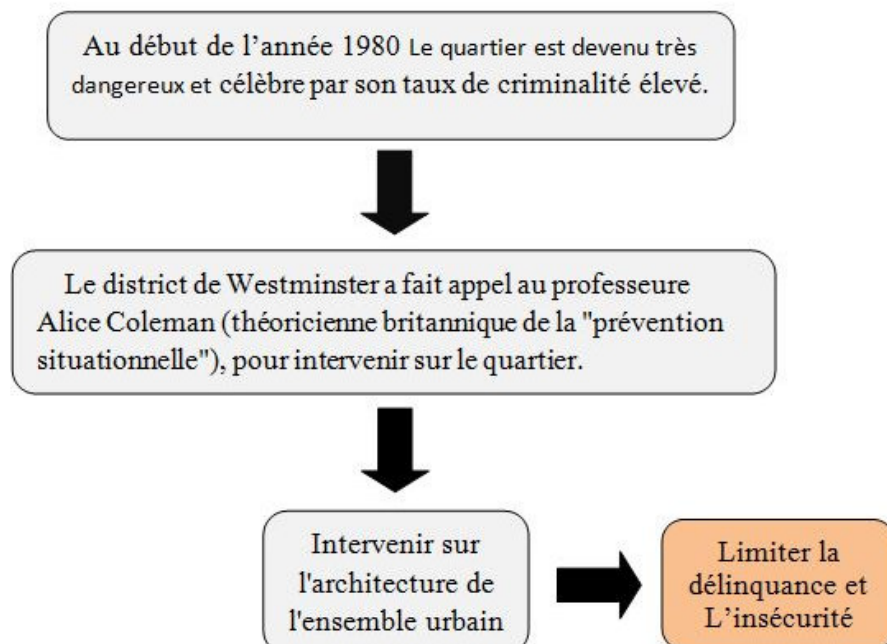 Au début de l’année 1980 Le quartier est devenu très
dangereux et célèbre par son taux de criminalité élevé.
Le district de Westminster a fait appel au professeure
Alice Coleman (théoricienne britannique de la "prévention
situationnelle"), pour intervenir sur le quartier.
Intervenir sur
l'architecture de
l'ensemble urbain
Limiter la
délinquance et
L’insécurité